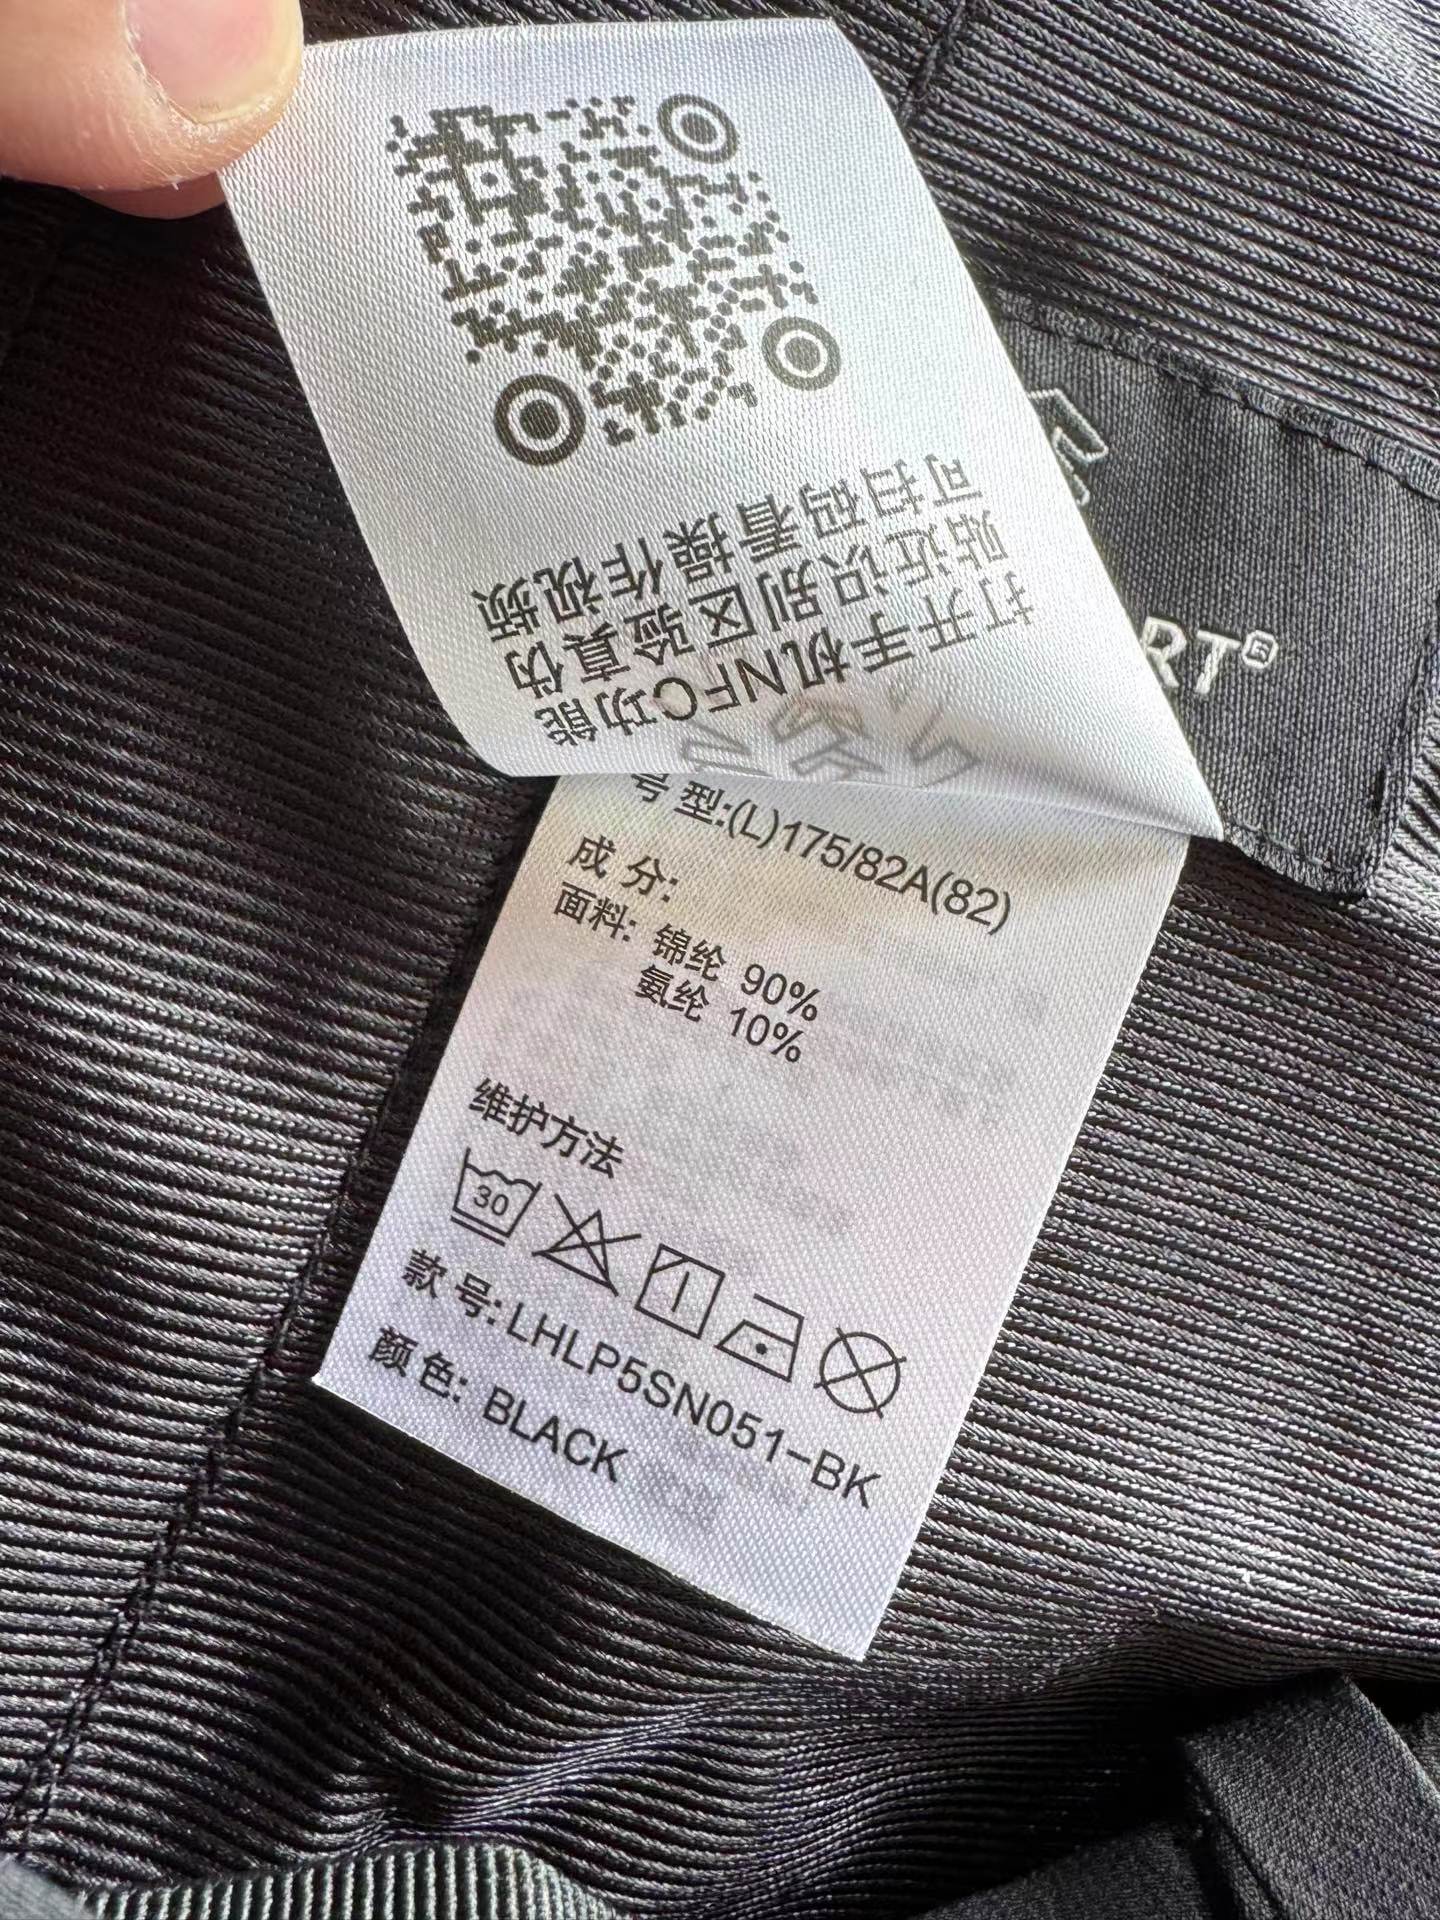 打开手机NFC功能
贴近识别区验真伪
可扫码看操作视频
RT®
号型:(L)175/82A(82)
成分:
面料: 锦纶 90%
氨纶 10%
维护方法
30
款号:LHLP5SN051-BK
颜色: BLACK